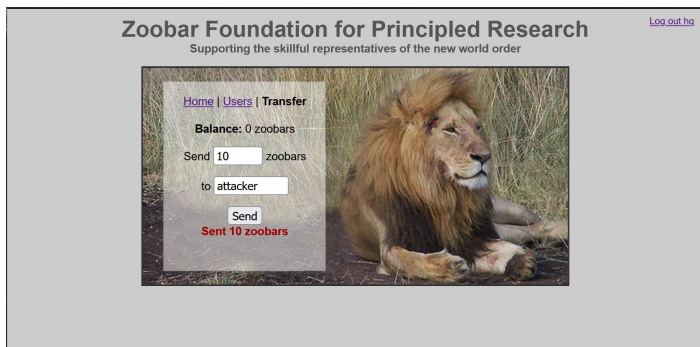 Zoobar Foundation for Principled Research
Log out hq
Supporting the skillful representatives of the new world order
Home | Users | Transfer
Balance: 0 zoobars
Send 10 zoobars
to attacker
Send
Sent 10 zoobars